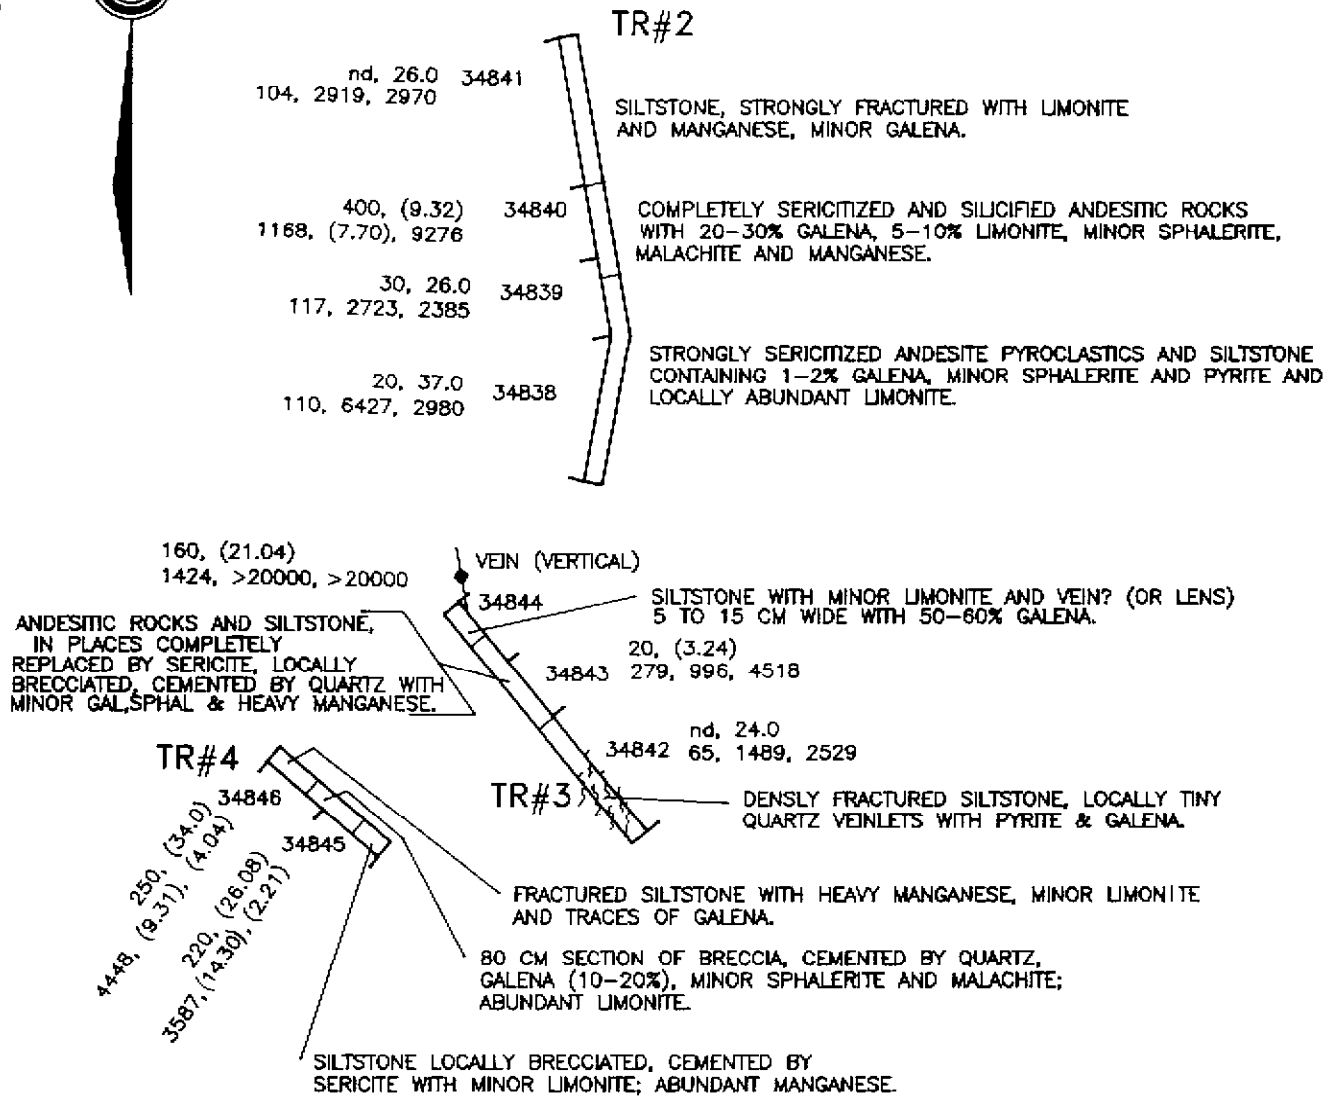 TR#2
nd, 26.0 34841
104, 2919, 2970
SILTSTONE, STRONGLY FRACTURED WITH LIMONITE
AND MANGANESE, MINOR GALENA.
400, (9.32) 34840
1168, (7.70), 9276
COMPLETELY SERICITIZED AND SILICIFIED ANDESITIC ROCKS
WITH 20-30% GALENA, 5-10% LIMONITE, MINOR SPHALERITE,
MALACHITE AND MANGANESE.
30, 26.0 34839
117, 2723, 2385
STRONGLY SERICITIZED ANDESITE PYROCLASTICS AND SILTSTONE
CONTAINING 1-2% GALENA, MINOR SPHALERITE AND PYRITE AND
LOCALLY ABUNDANT LIMONITE.
20, 37.0 34838
110, 6427, 2980
160, (21.04)
1424, >20000, >20000
VEIN (VERTICAL)
34844
SILTSTONE WITH MINOR LIMONITE AND VEIN? (OR LENS)
5 TO 15 CM WIDE WITH 50-60% GALENA.
ANDESITIC ROCKS AND SILTSTONE,
IN PLACES COMPLETELY
REPLACED BY SERICITE, LOCALLY
BRECCIATED, CEMENTED BY QUARTZ WITH
MINOR GAL,SPHAL & HEAVY MANGANESE.
20, (3.24)
34843 279, 996, 4518
nd, 24.0
34842 65, 1489, 2529
TR#3
DENSLY FRACTURED SILTSTONE, LOCALLY TINY
QUARTZ VEINLETS WITH PYRITE & GALENA.
TR#4
34846
250, (34.0)
4448, (9.31), (4.04)
34845
220, (26.08)
3587, (14.30), (2.21)
FRACTURED SILTSTONE WITH HEAVY MANGANESE, MINOR LIMONITE
AND TRACES OF GALENA.
80 CM SECTION OF BRECCIA, CEMENTED BY QUARTZ,
GALENA (10-20%), MINOR SPHALERITE AND MALACHITE;
ABUNDANT LIMONITE.
SILTSTONE LOCALLY BRECCIATED, CEMENTED BY
SERICITE WITH MINOR LIMONITE; ABUNDANT MANGANESE.